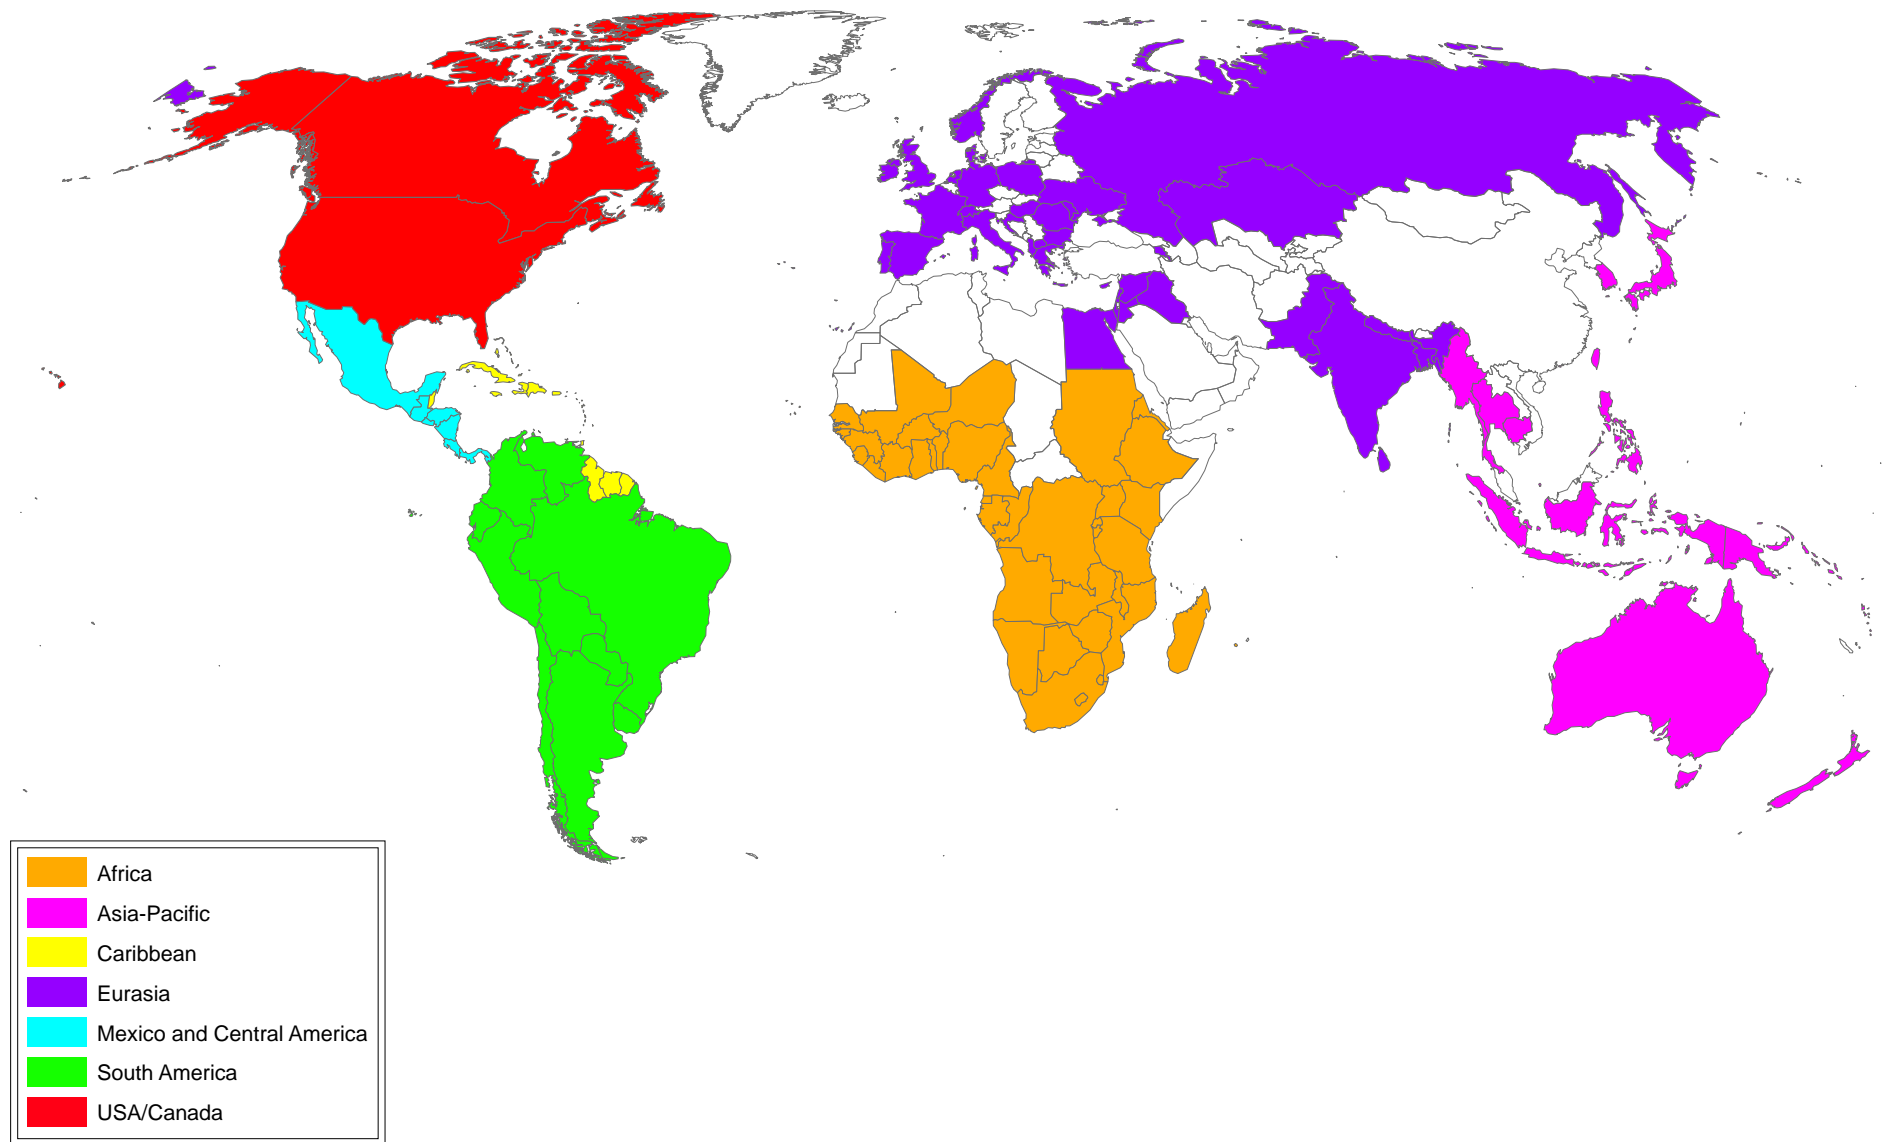 Africa
Asia-Pacific
Caribbean
Eurasia
Mexico and Central America
South America
USA/Canada